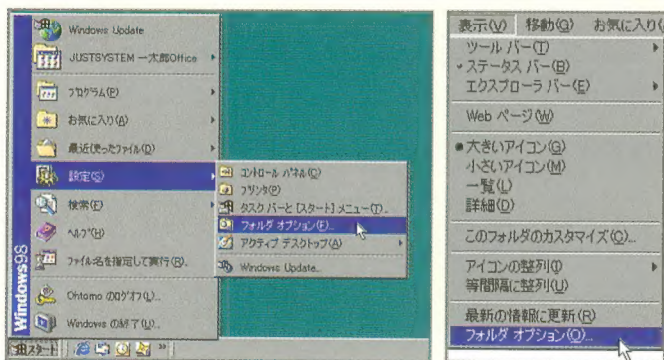 Windows Update
JUSTSYSTEM 一太郎Office
プログラム(P)
お気に入り(A)
最近使ったファイル(D)
設定(S)
検索(F)
ヘルプ(H)
ファイル名を指定して実行(R)...
Ohtomo のログオフ(L)...
Windows の終了(U)...
Windows98
スタート
»
コントロール パネル(C)
プリンタ(P)
タスク バーと [スタート] メニュー(T)...
フォルダ オプション(F)...
アクティブ デスクトップ(A)
Windows Update...
表示(V) 移動(G) お気に入り(
ツール バー(T)
ステータス バー(B)
エクスプローラ バー(E)
Web ページ(W)
大きいアイコン(G)
小さいアイコン(M)
一覧(L)
詳細(D)
このフォルダのカスタマイズ(C)...
アイコンの整列(I)
等間隔に整列(U)
最新の情報に更新(R)
フォルダ オプション(O)...